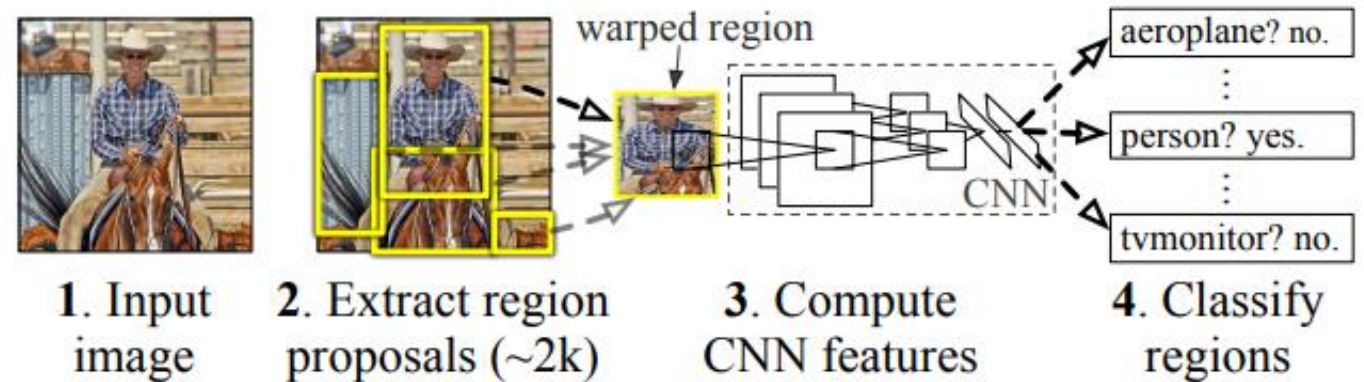 warped region
aeroplane? no.
person? yes.
CNN
tvmonitor? no.
1. Input
image
2. Extract region
proposals (~2k)
3. Compute
CNN features
4. Classify
regions